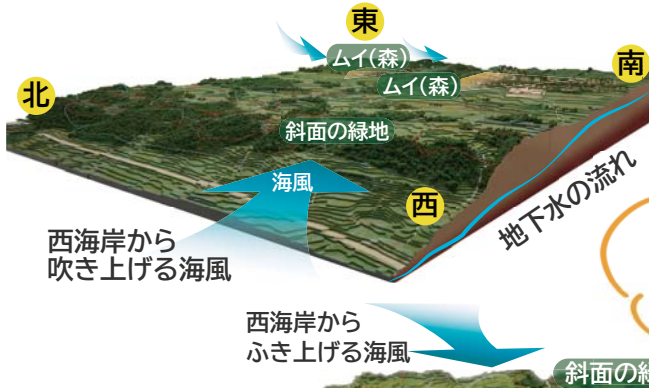 東
ムイ(森)
ムイ(森)
南
北
斜面の緑地
海風
西
地下水の流れ
西海岸から
吹き上げる海風
西海岸から
ふき上げる海風
斜面の緑